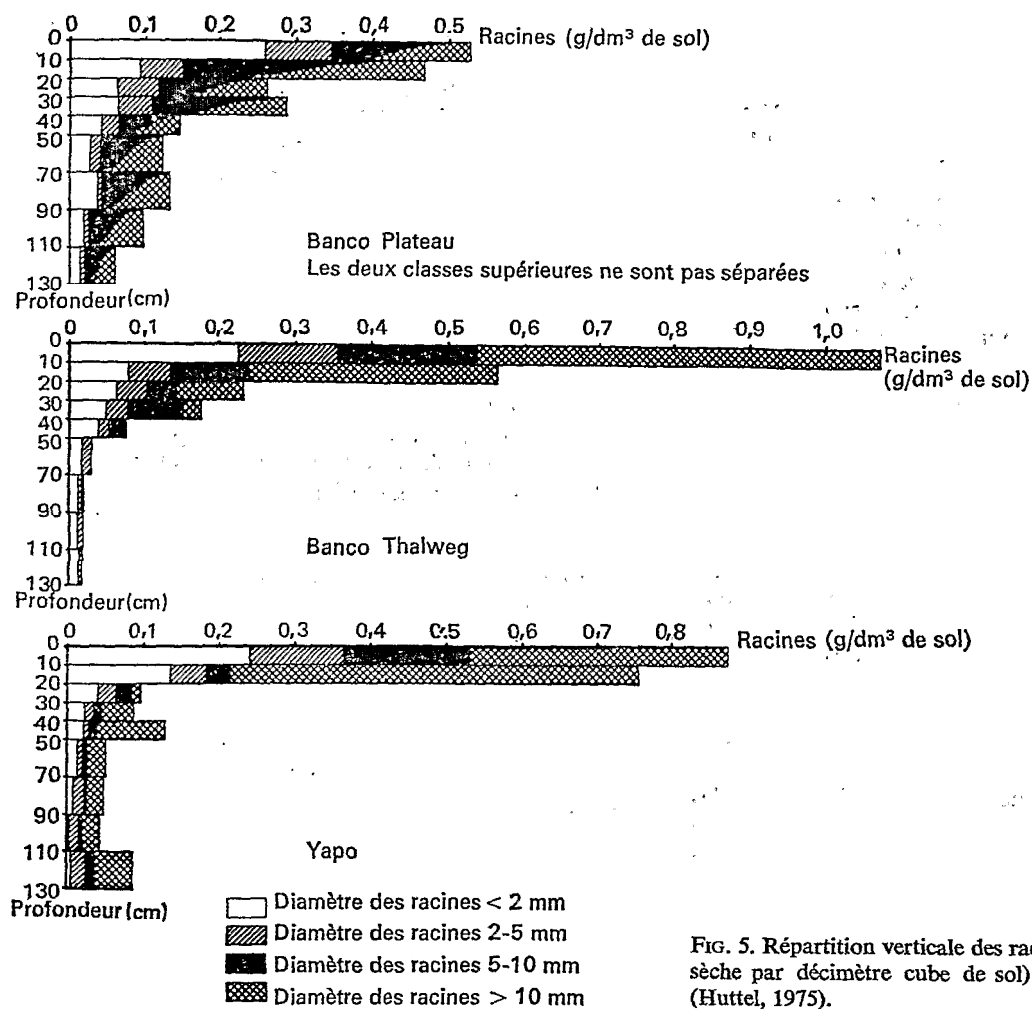 0 0,1 0,2 0,3 0,4 0.5 Racines (g/dm³ de sol)
0
10
20
30
40
50
70
90
110
130
Banco Plateau
Les deux classes supérieures ne sont pas séparées
Profondeur(cm)
0 0,1 0,2 0,3 0,4 0,5 0,6 0,7 0,8 0,9 1,0
Racines
(g/dm³ de sol)
0
10
20
30
40
50
70
90
110
130
Banco Thalweg
Profondeur(cm)
0 0,1 0,2 0,3 0,4 0,5 0,6 0,7 0,8 Racines (g/dm³ de sol)
0
10
20
30
40
50
70
90
110
130
Yapo
Profondeur(cm)
Diamètre des racines < 2 mm
Diamètre des racines 2-5 mm
Diamètre des racines 5-10 mm
Diamètre des racines > 10 mm
FIG. 5. Répartition verticale des
sèche par décimètre cube de sol)
(Huttel, 1975).